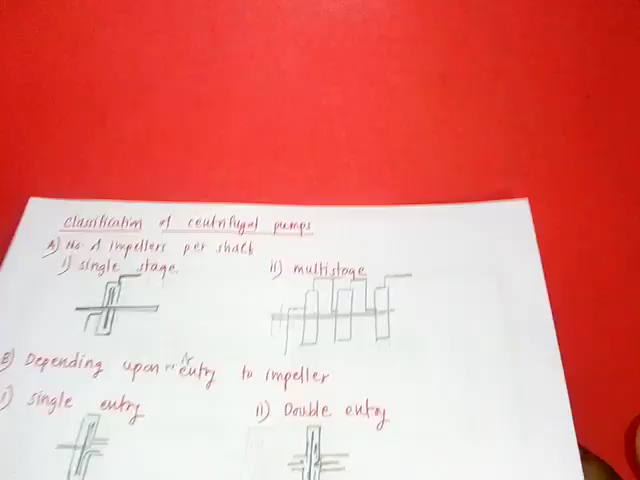 classification of centrifugal pumps
A) No. of impellers per shaft
i) single stage ii) multistage
B) Depending upon entry to impeller
i) single entry ii) Double entry